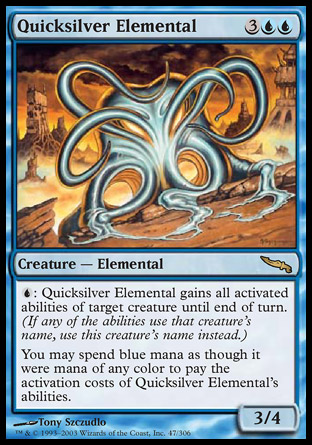 Quicksilver Elemental 3
Creature — Elemental
: Quicksilver Elemental gains all activated
abilities of target creature until end of turn.
(If any of the abilities use that creature's
name, use this creature's name instead.)
You may spend blue mana as though it
were mana of any color to pay the
activation costs of Quicksilver Elemental's
abilities.
Tony Szczudlo
™ & © 1993–2003 Wizards of the Coast, Inc. 47/306
3/4